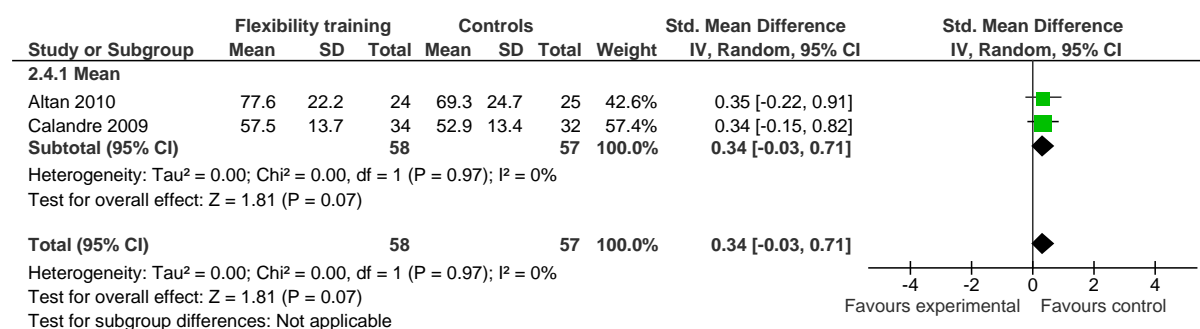 Flexibility training Controls Std. Mean Difference Std. Mean Difference
Study or Subgroup Mean SD Total Mean SD Total Weight IV, Random, 95% CI IV, Random, 95% CI
2.4.1 Mean
Altan 2010 77.6 22.2 24 69.3 24.7 25 42.6% 0.35 [-0.22, 0.91]
Calandre 2009 57.5 13.7 34 52.9 13.4 32 57.4% 0.34 [-0.15, 0.82]
Subtotal (95% CI) 58 57 100.0% 0.34 [-0.03, 0.71]
Heterogeneity: Tau² = 0.00; Chi² = 0.00, df = 1 (P = 0.97); I² = 0%
Test for overall effect: Z = 1.81 (P = 0.07)
Total (95% CI) 58 57 100.0% 0.34 [-0.03, 0.71]
Heterogeneity: Tau² = 0.00; Chi² = 0.00, df = 1 (P = 0.97); I² = 0%
Test for overall effect: Z = 1.81 (P = 0.07)
Test for subgroup differences: Not applicable
-4 -2 0 2 4
Favours experimental Favours control